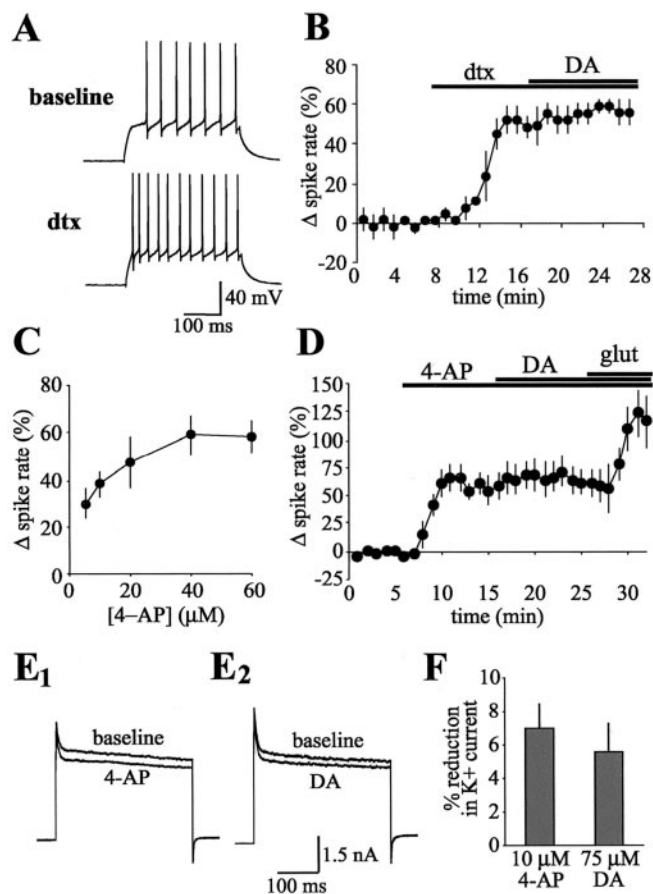 A
baseline
dtx
40 mV
100 ms
B
dtx
DA
Δ spike rate (%)
80
60
40
20
0
-20
0 4 8 12 16 20 24 28
time (min)
C
Δ spike rate (%)
80
60
40
20
0
0 20 40 60
[4–AP] (μM)
D
glut
4-AP
DA
Δ spike rate (%)
150
125
100
75
50
25
0
-25
0 5 10 15 20 25 30
time (min)
E1
baseline
4-AP
E2
baseline
DA
1.5 nA
100 ms
F
% reduction
in K+ current
10
8
6
4
2
0
10 μM 75 μM
4-AP DA